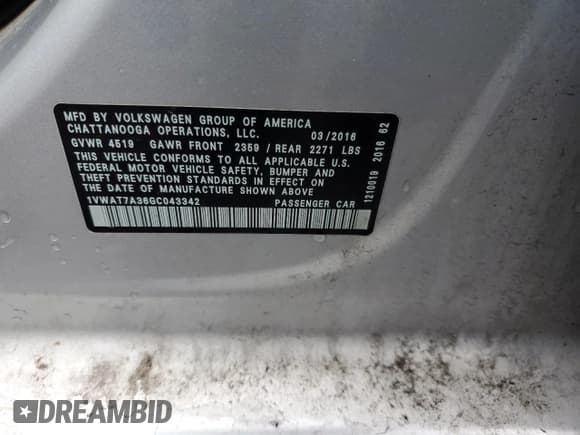 MFD BY VOLKSWAGEN GROUP OF AMERICA
CHATTANOOGA OPERATIONS, LLC. 03/2016
GVWR 4519 GAWR FRONT 2359 / REAR 2271 LBS
THIS VEHICLE CONFORMS TO ALL APPLICABLE U.S.
FEDERAL MOTOR VEHICLE SAFETY, BUMPER AND
THEFT PREVENTION STANDARDS IN EFFECT ON
THE DATE OF MANUFACTURE SHOWN ABOVE
1VWAT7A36GC043342 PASSENGER CAR
1210019 2016 62
DREAMBID